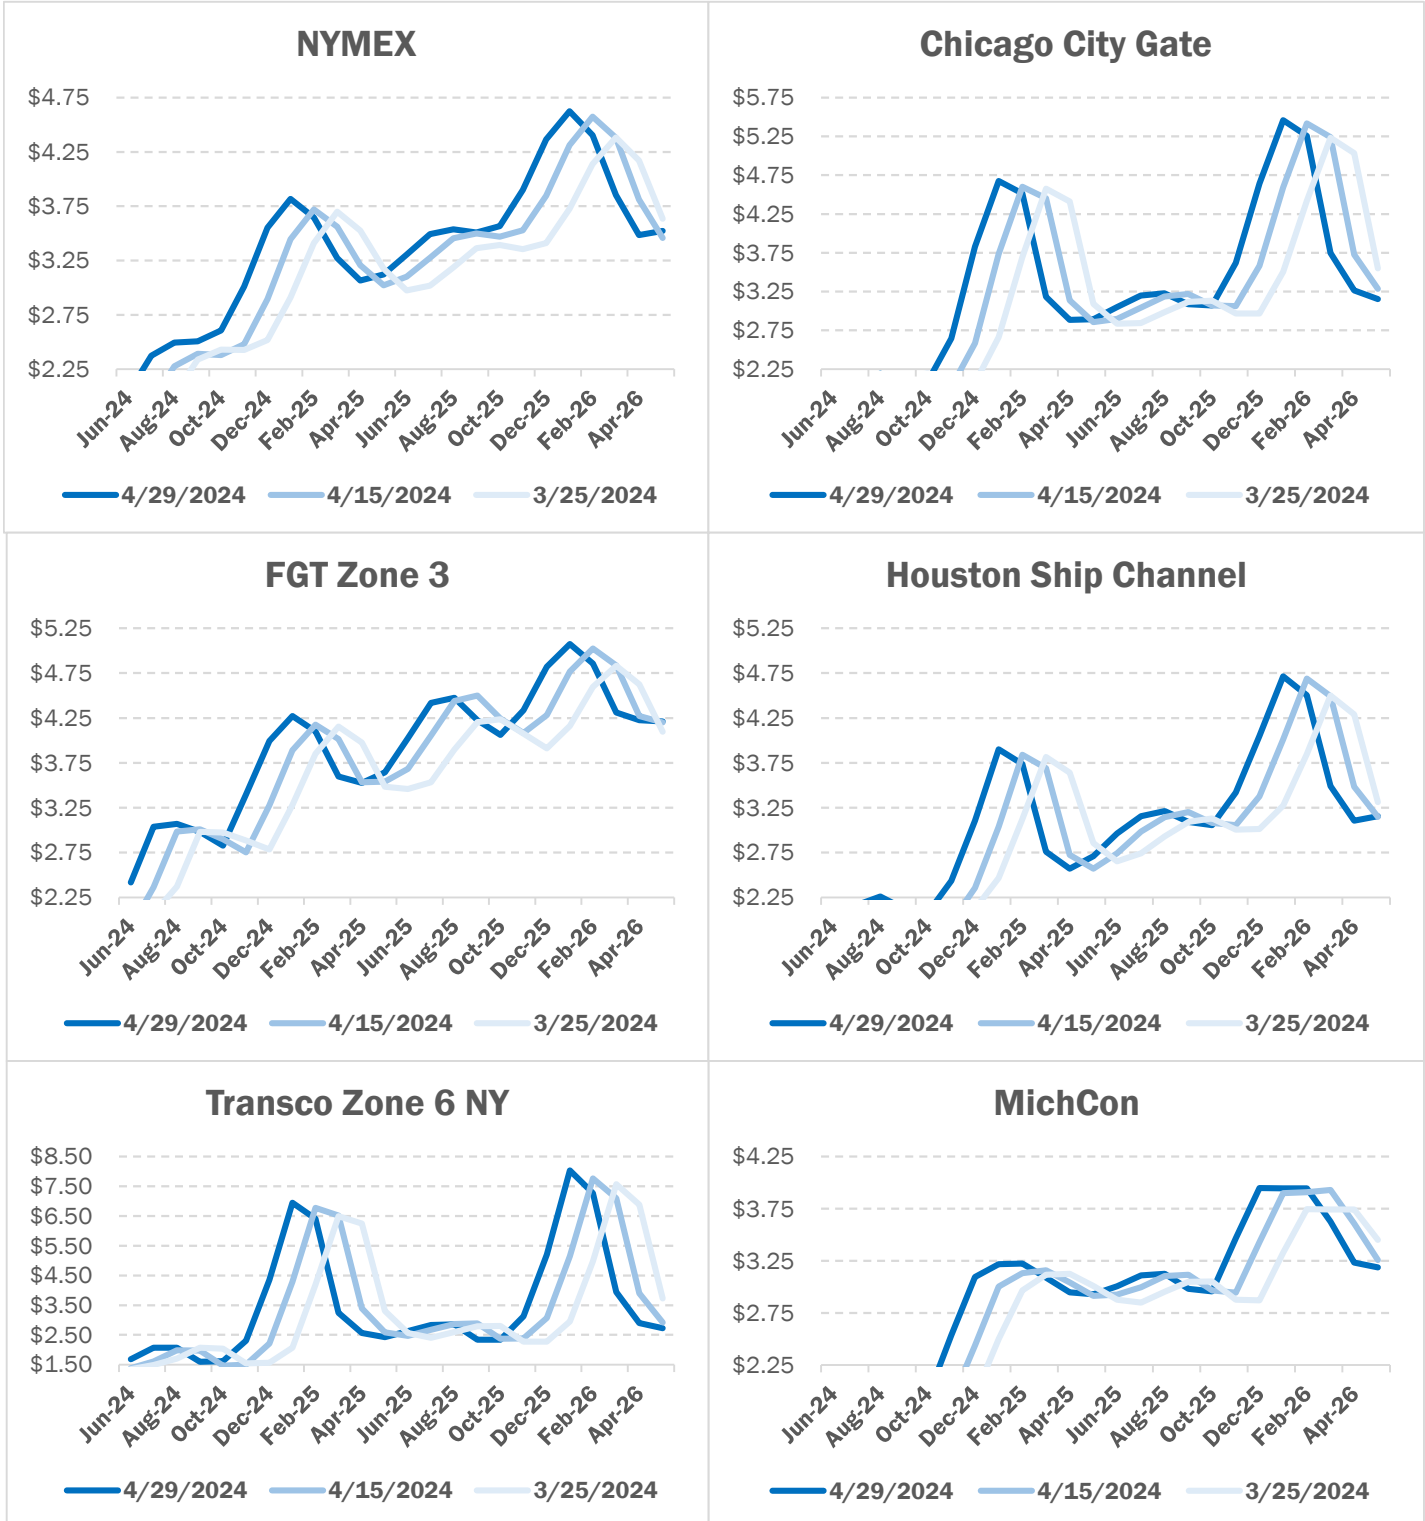 NYMEX
$4.75
$4.25
$3.75
$3.25
$2.75
$2.25
Jun-24 Aug-24 Oct-24 Dec-24 Feb-25 Apr-25 Jun-25 Aug-25 Oct-25 Dec-25 Feb-26 Apr-26
4/29/2024 4/15/2024 3/25/2024
Chicago City Gate
$5.75
$5.25
$4.75
$4.25
$3.75
$3.25
$2.75
$2.25
Jun-24 Aug-24 Oct-24 Dec-24 Feb-25 Apr-25 Jun-25 Aug-25 Oct-25 Dec-25 Feb-26 Apr-26
4/29/2024 4/15/2024 3/25/2024
FGT Zone 3
$5.25
$4.75
$4.25
$3.75
$3.25
$2.75
$2.25
Jun-24 Aug-24 Oct-24 Dec-24 Feb-25 Apr-25 Jun-25 Aug-25 Oct-25 Dec-25 Feb-26 Apr-26
4/29/2024 4/15/2024 3/25/2024
Houston Ship Channel
$5.25
$4.75
$4.25
$3.75
$3.25
$2.75
$2.25
Jun-24 Aug-24 Oct-24 Dec-24 Feb-25 Apr-25 Jun-25 Aug-25 Oct-25 Dec-25 Feb-26 Apr-26
4/29/2024 4/15/2024 3/25/2024
Transco Zone 6 NY
$8.50
$7.50
$6.50
$5.50
$4.50
$3.50
$2.50
$1.50
Jun-24 Aug-24 Oct-24 Dec-24 Feb-25 Apr-25 Jun-25 Aug-25 Oct-25 Dec-25 Feb-26 Apr-26
4/29/2024 4/15/2024 3/25/2024
MichCon
$4.25
$3.75
$3.25
$2.75
$2.25
Jun-24 Aug-24 Oct-24 Dec-24 Feb-25 Apr-25 Jun-25 Aug-25 Oct-25 Dec-25 Feb-26 Apr-26
4/29/2024 4/15/2024 3/25/2024